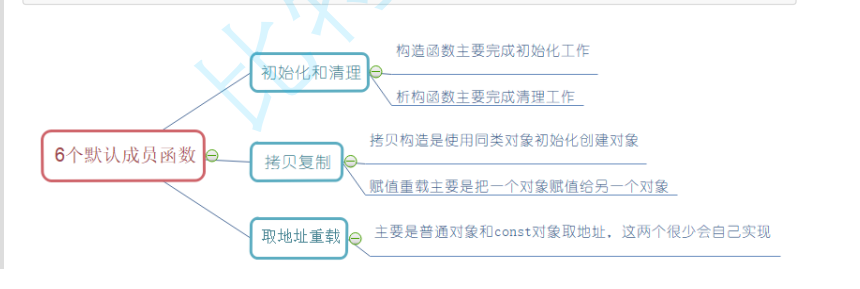 比特
构造函数主要完成初始化工作
初始化和清理
析构函数主要完成清理工作
6个默认成员函数
拷贝构造是使用同类对象初始化创建对象
拷贝复制
赋值重载主要是把一个对象赋值给另一个对象
取地址重载
主要是普通对象和const对象取地址，这两个很少会自己实现